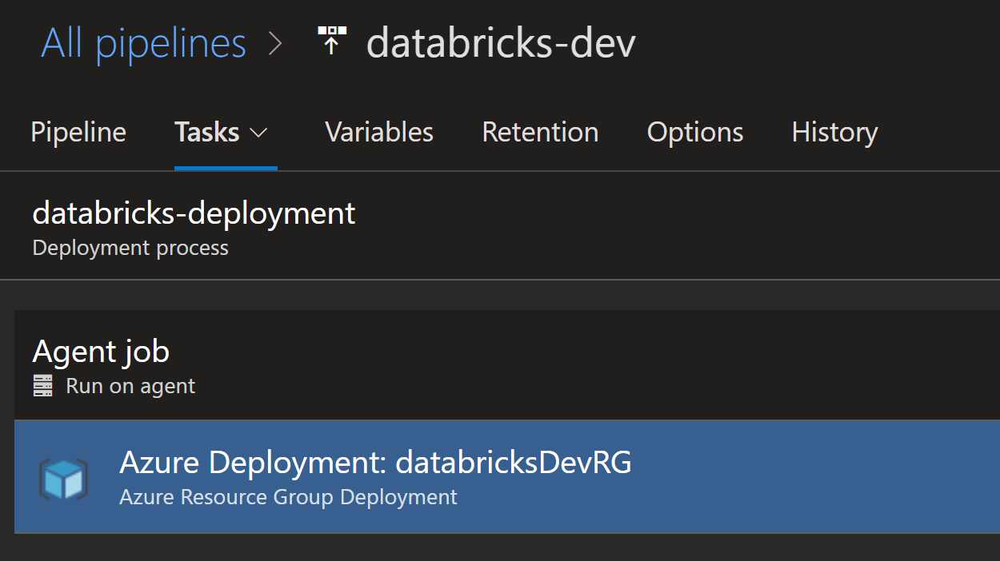 All pipelines > databricks-dev
Pipeline Tasks Variables Retention Options History
databricks-deployment
Deployment process
Agent job
Run on agent
Azure Deployment: databricksDevRG
Azure Resource Group Deployment